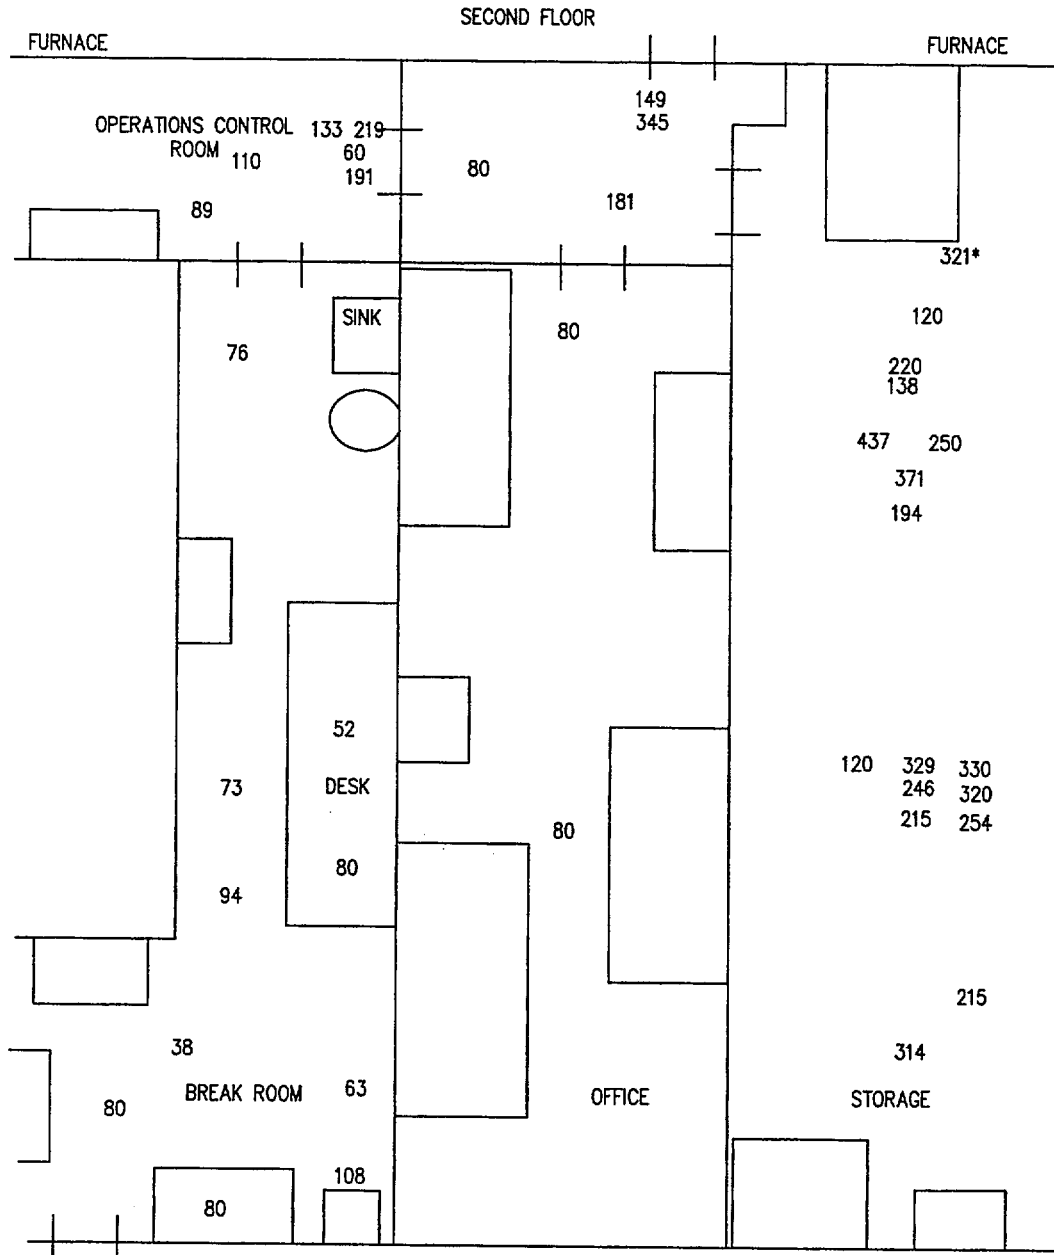 SECOND FLOOR
FURNACE
FURNACE
149
345
OPERATIONS CONTROL
ROOM
133 219
60
110
191
80
181
89
321*
SINK
120
80
76
220
138
437 250
371
194
52
120 329 330
246 320
215 254
73
DESK
80
80
94
215
38
314
BREAK ROOM
63
OFFICE
STORAGE
80
108
80